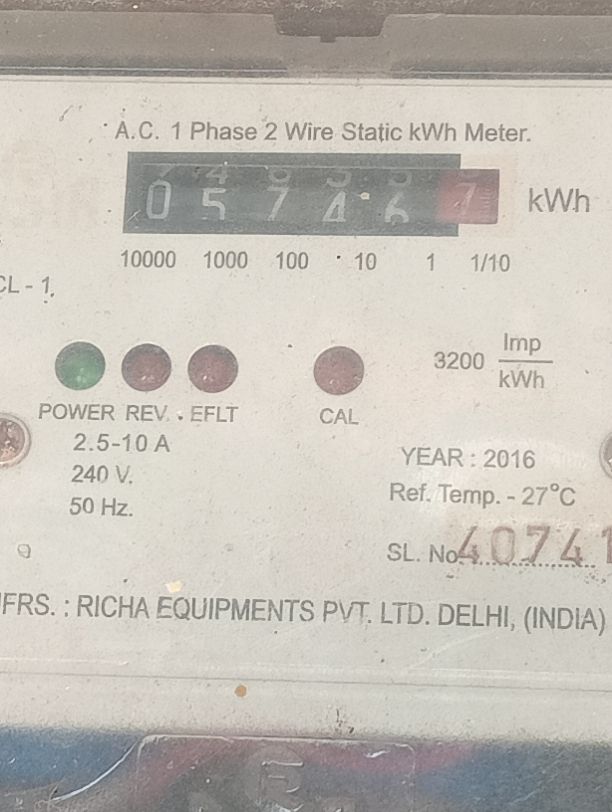 A.C. 1 Phase 2 Wire Static kWh Meter.
0 5 7 4 6 7 kWh
10000 1000 100 10 1 1/10
CL - 1.
3200 Imp
kWh
POWER REV. EFLT CAL
2.5-10 A
240 V.
50 Hz.
YEAR : 2016
Ref. Temp. - 27°C
SL. No. 40741
MFRS. : RICHA EQUIPMENTS PVT. LTD. DELHI, (INDIA)